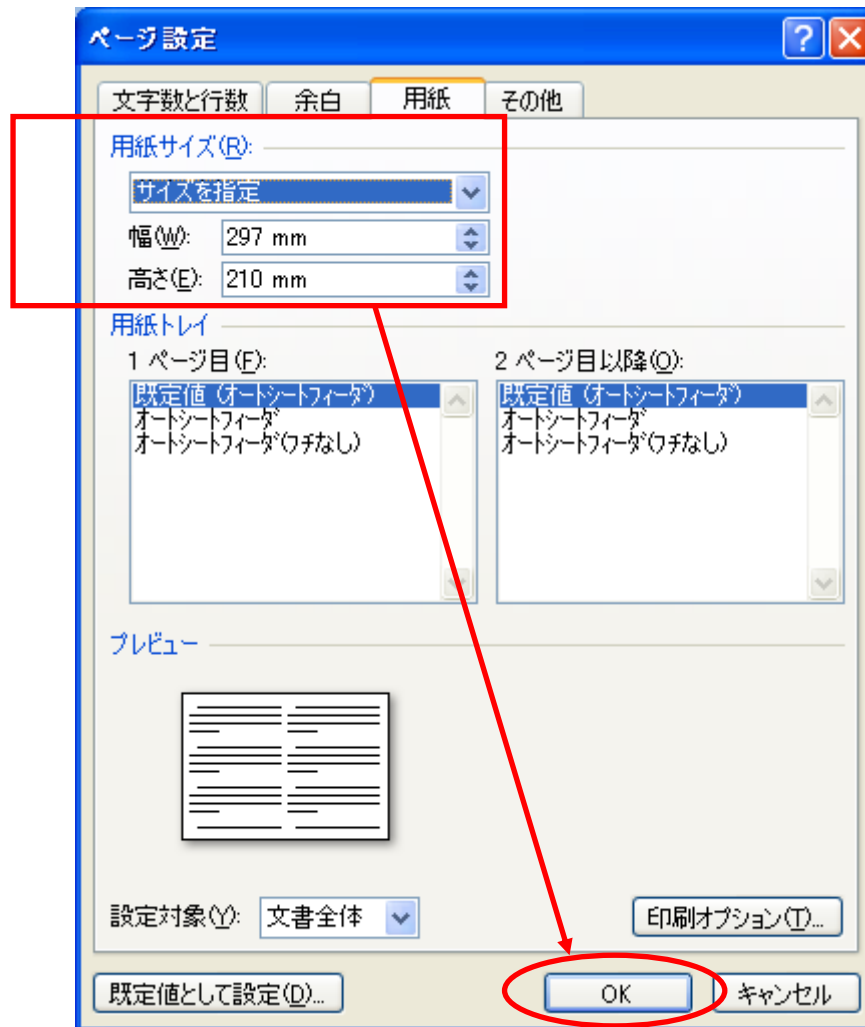 ページ設定
文字数と行数 余白 用紙 その他
用紙サイズ(R):
サイズを指定
幅(W): 297 mm
高さ(E): 210 mm
用紙トレイ
1 ページ目(F): 2 ページ目以降(O):
既定値 (オートシートフィーダ) 既定値 (オートシートフィーダ)
オートシートフィーダ オートシートフィーダ
オートシートフィーダ(フチなし) オートシートフィーダ(フチなし)
プレビュー
設定対象(Y): 文書全体 印刷オプション(T)...
既定値として設定(D)... OK キャンセル